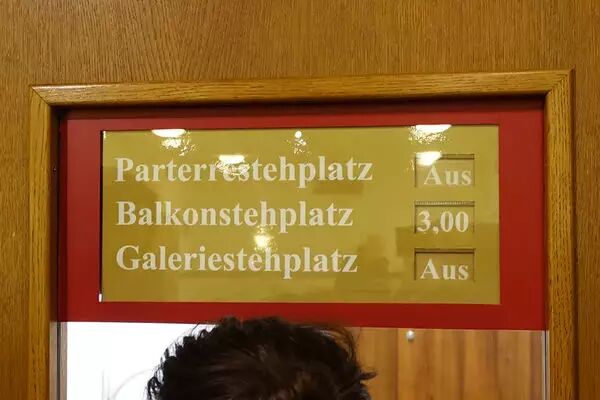 Parterrestehplatz Aus
Balkonstehplatz 3,00
Galeriestehplatz Aus